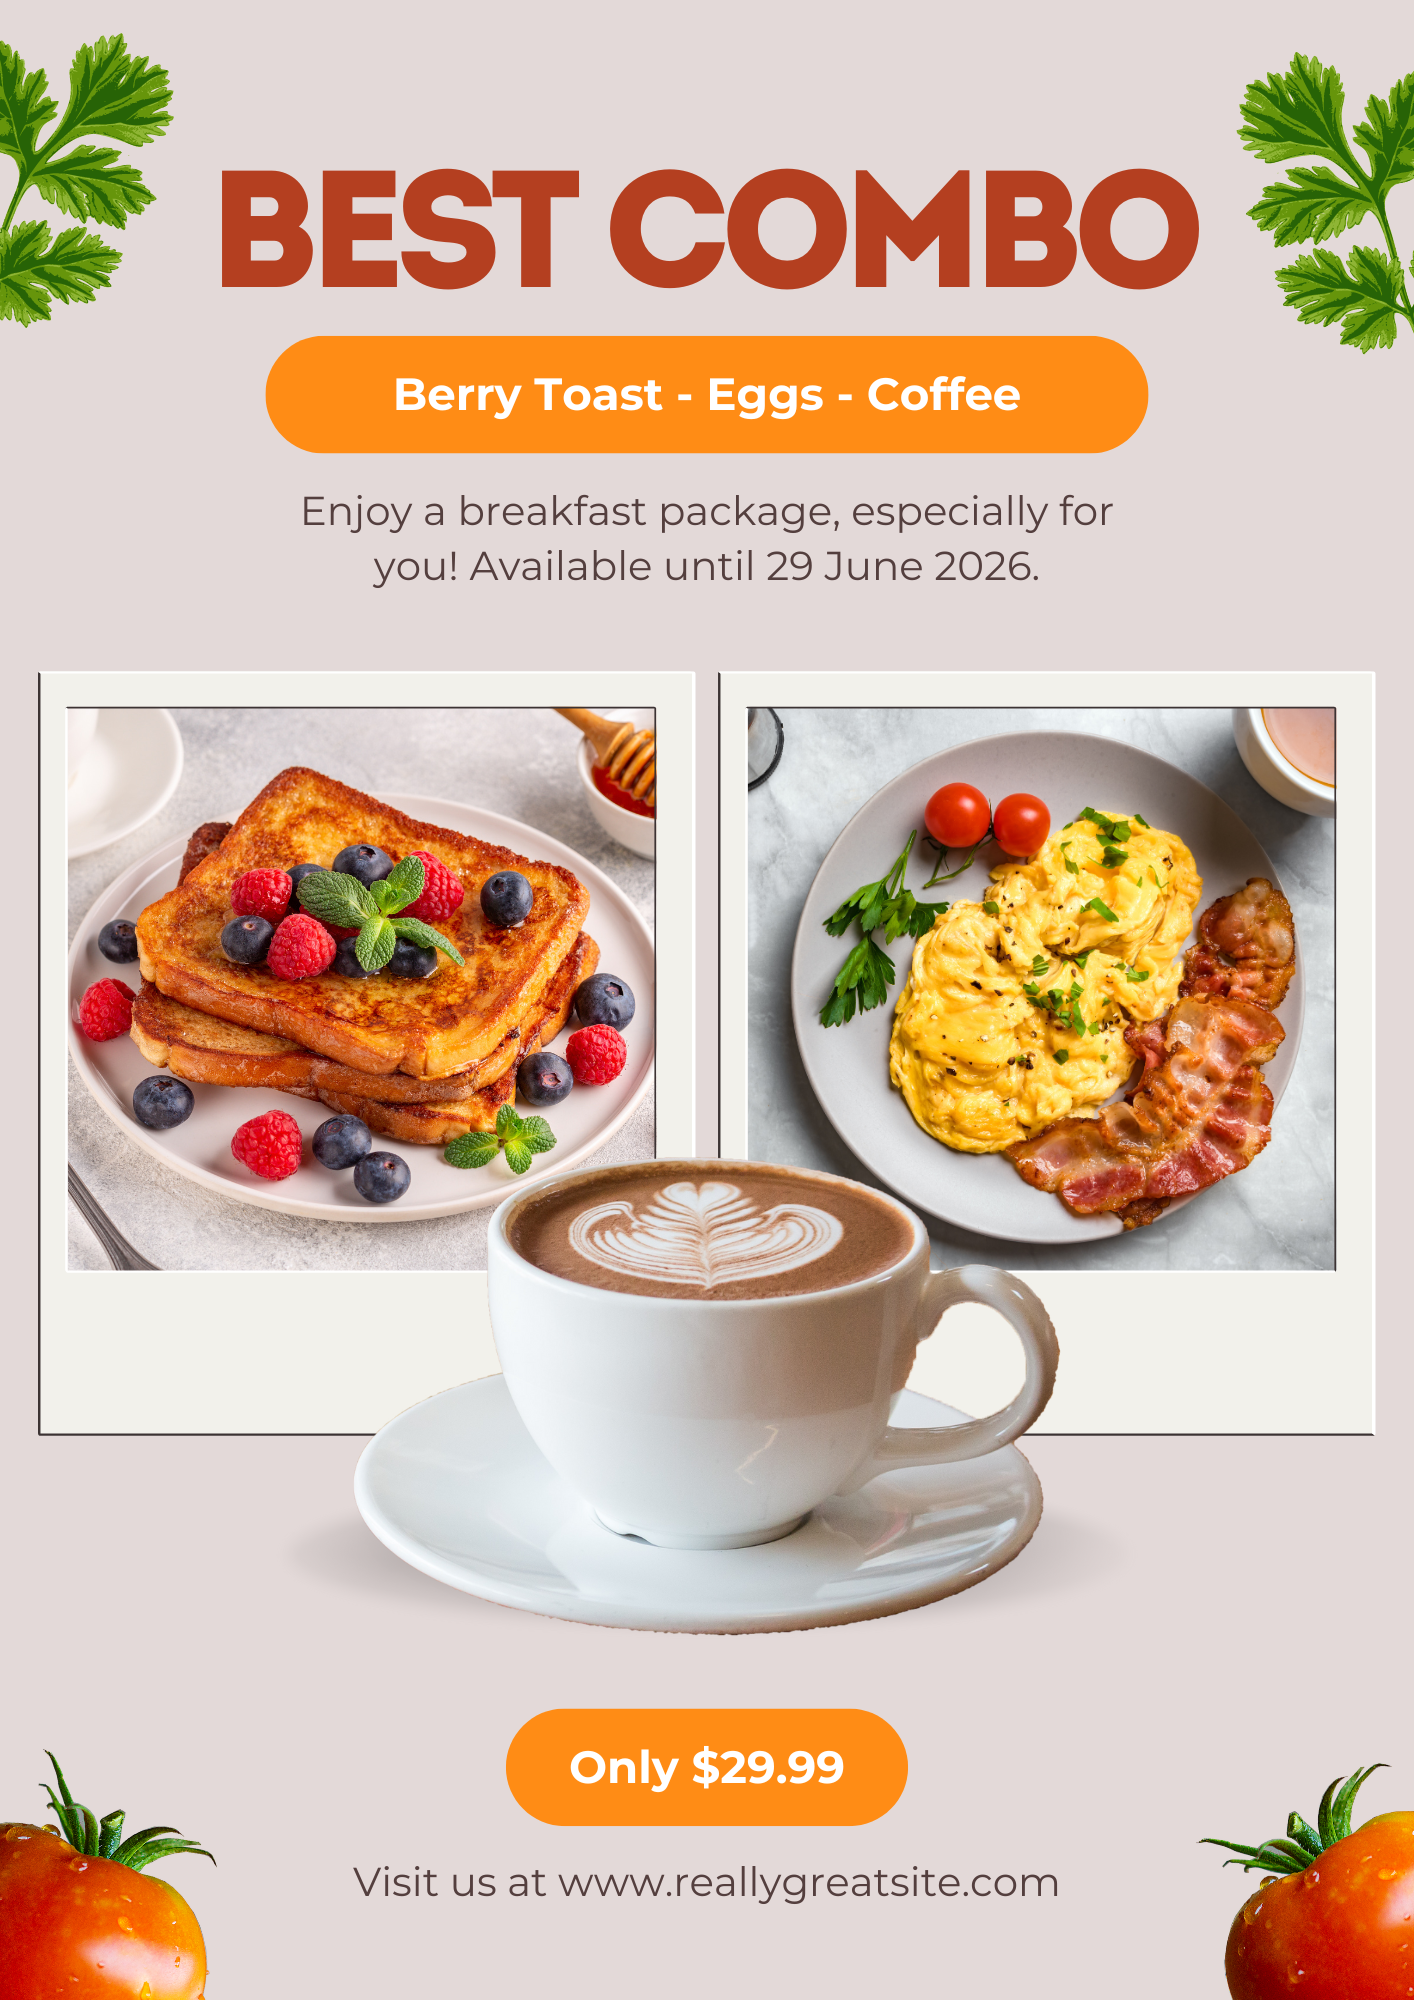 BEST COMBO
Berry Toast - Eggs - Coffee
Enjoy a breakfast package, especially for
you! Available until 29 June 2026.
Only $29.99
Visit us at www.reallygreatsite.com